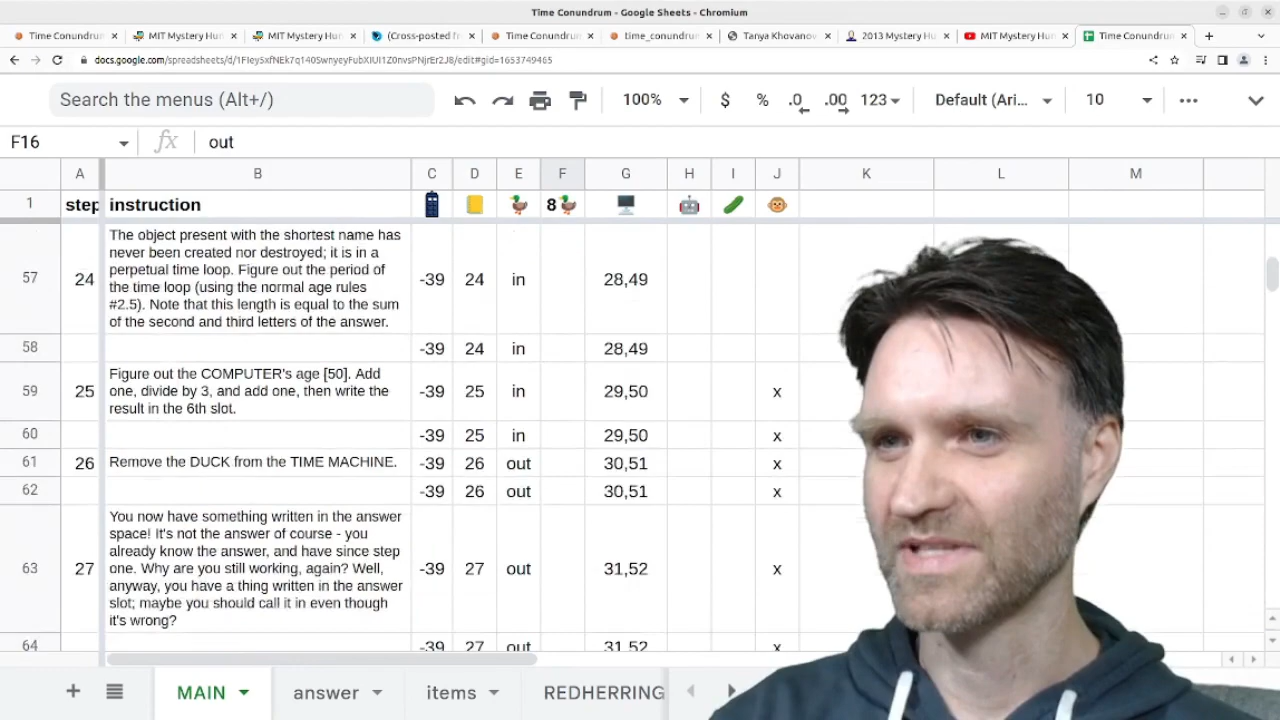 Time Conundrum - Google Sheets - Chromium
Time Conundrum
MIT Mystery Hun
MIT Mystery Hun
(Cross-posted fr
Time Conundrum
time_conundrum
Tanya Khovanov
2013 Mystery Hu
MIT Mystery Hun
Time Conundrum
Search the menus (Alt+/)
100%
$ % .0 .00 123
Default (Ari...
10
F16
fx
out
A B C D E F G H I J K L M
1 step instruction 8
The object present with the shortest name has
never been created nor destroyed; it is in a
perpetual time loop. Figure out the period of
the time loop (using the normal age rules
#2.5). Note that this length is equal to the sum
of the second and third letters of the answer.
57 24 -39 24 in 28,49
58 -39 24 in 28,49
Figure out the COMPUTER's age [50]. Add
one, divide by 3, and add one, then write the
result in the 6th slot.
59 25 -39 25 in 29,50 x
60 -39 25 in 29,50 x
61 26 Remove the DUCK from the TIME MACHINE. -39 26 out 30,51 x
62 -39 26 out 30,51 x
You now have something written in the answer
space! It's not the answer of course - you
already know the answer, and have since step
one. Why are you still working, again? Well,
anyway, you have a thing written in the answer
slot; maybe you should call it in even though
it's wrong?
63 27 -39 27 out 31,52 x
64 -39 27 out 31,52 x
MAIN
answer
items
REDHERRING